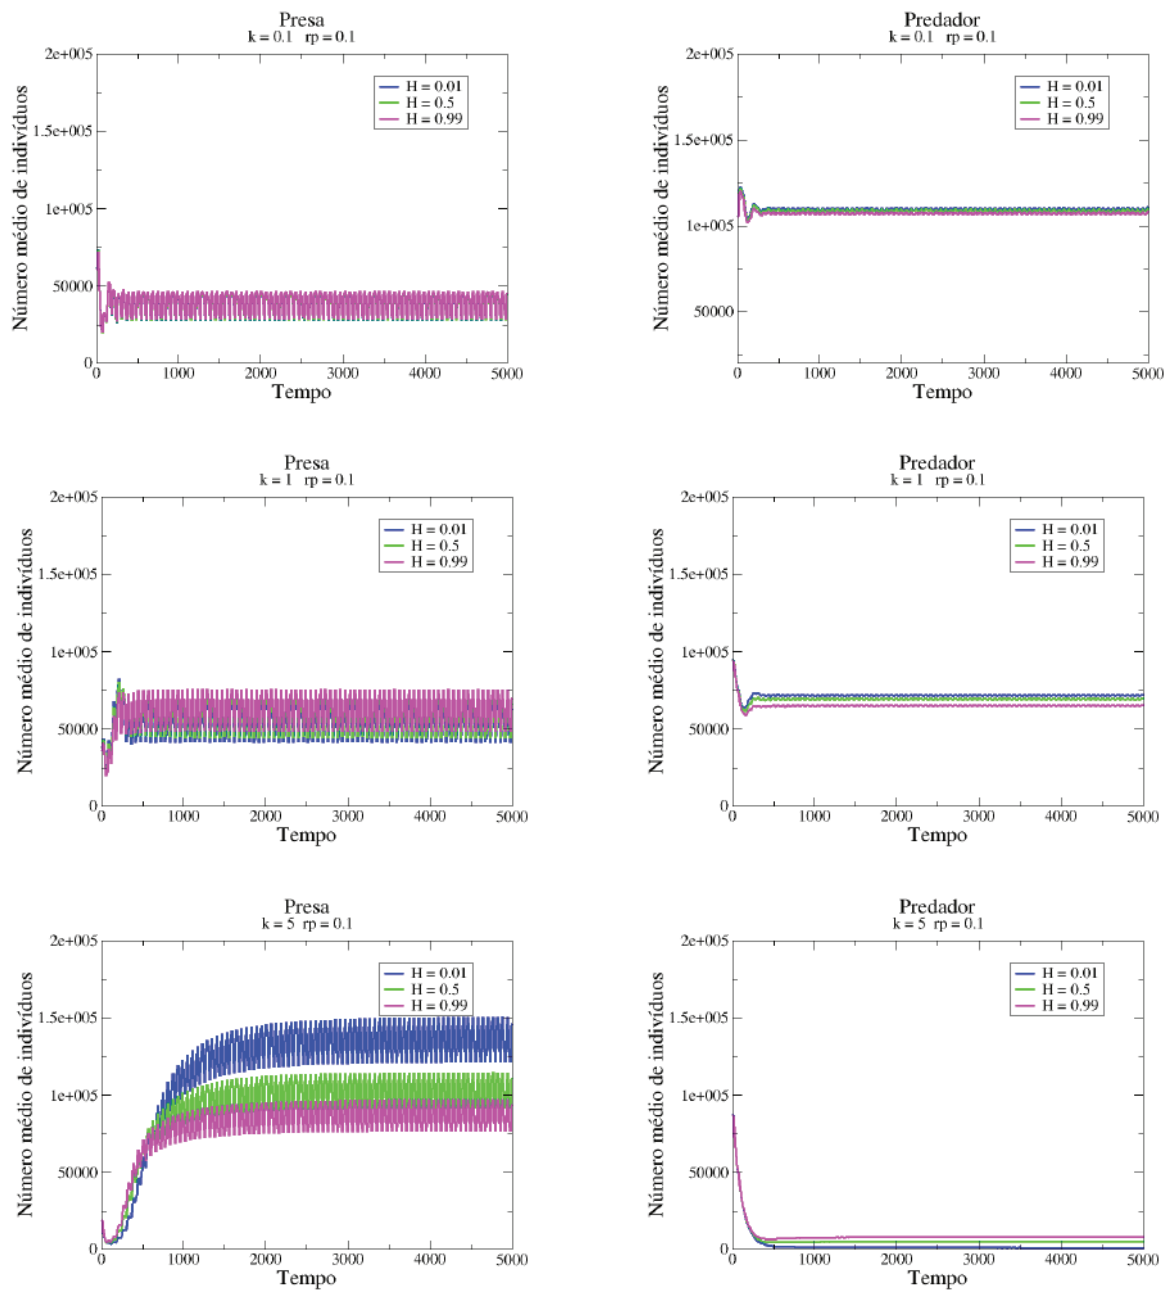 Presa
k = 0.1 rp = 0.1
2e+005
1.5e+005
1e+005
50000
0
Número médio de indivíduos
H = 0.01
H = 0.5
H = 0.99
0 1000 2000 3000 4000 5000
Tempo
Predador
k = 0.1 rp = 0.1
2e+005
1.5e+005
1e+005
50000
Número médio de indivíduos
H = 0.01
H = 0.5
H = 0.99
0 1000 2000 3000 4000 5000
Tempo
Presa
k = 1 rp = 0.1
2e+005
1.5e+005
1e+005
50000
0
Número médio de indivíduos
H = 0.01
H = 0.5
H = 0.99
0 1000 2000 3000 4000 5000
Tempo
Predador
k = 1 rp = 0.1
2e+005
1.5e+005
1e+005
50000
0
Número médio de indivíduos
H = 0.01
H = 0.5
H = 0.99
0 1000 2000 3000 4000 5000
Tempo
Presa
k = 5 rp = 0.1
2e+005
1.5e+005
1e+005
50000
0
Número médio de indivíduos
H = 0.01
H = 0.5
H = 0.99
0 1000 2000 3000 4000 5000
Tempo
Predador
k = 5 rp = 0.1
2e+005
1.5e+005
1e+005
50000
0
Número médio de indivíduos
H = 0.01
H = 0.5
H = 0.99
0 1000 2000 3000 4000 5000
Tempo